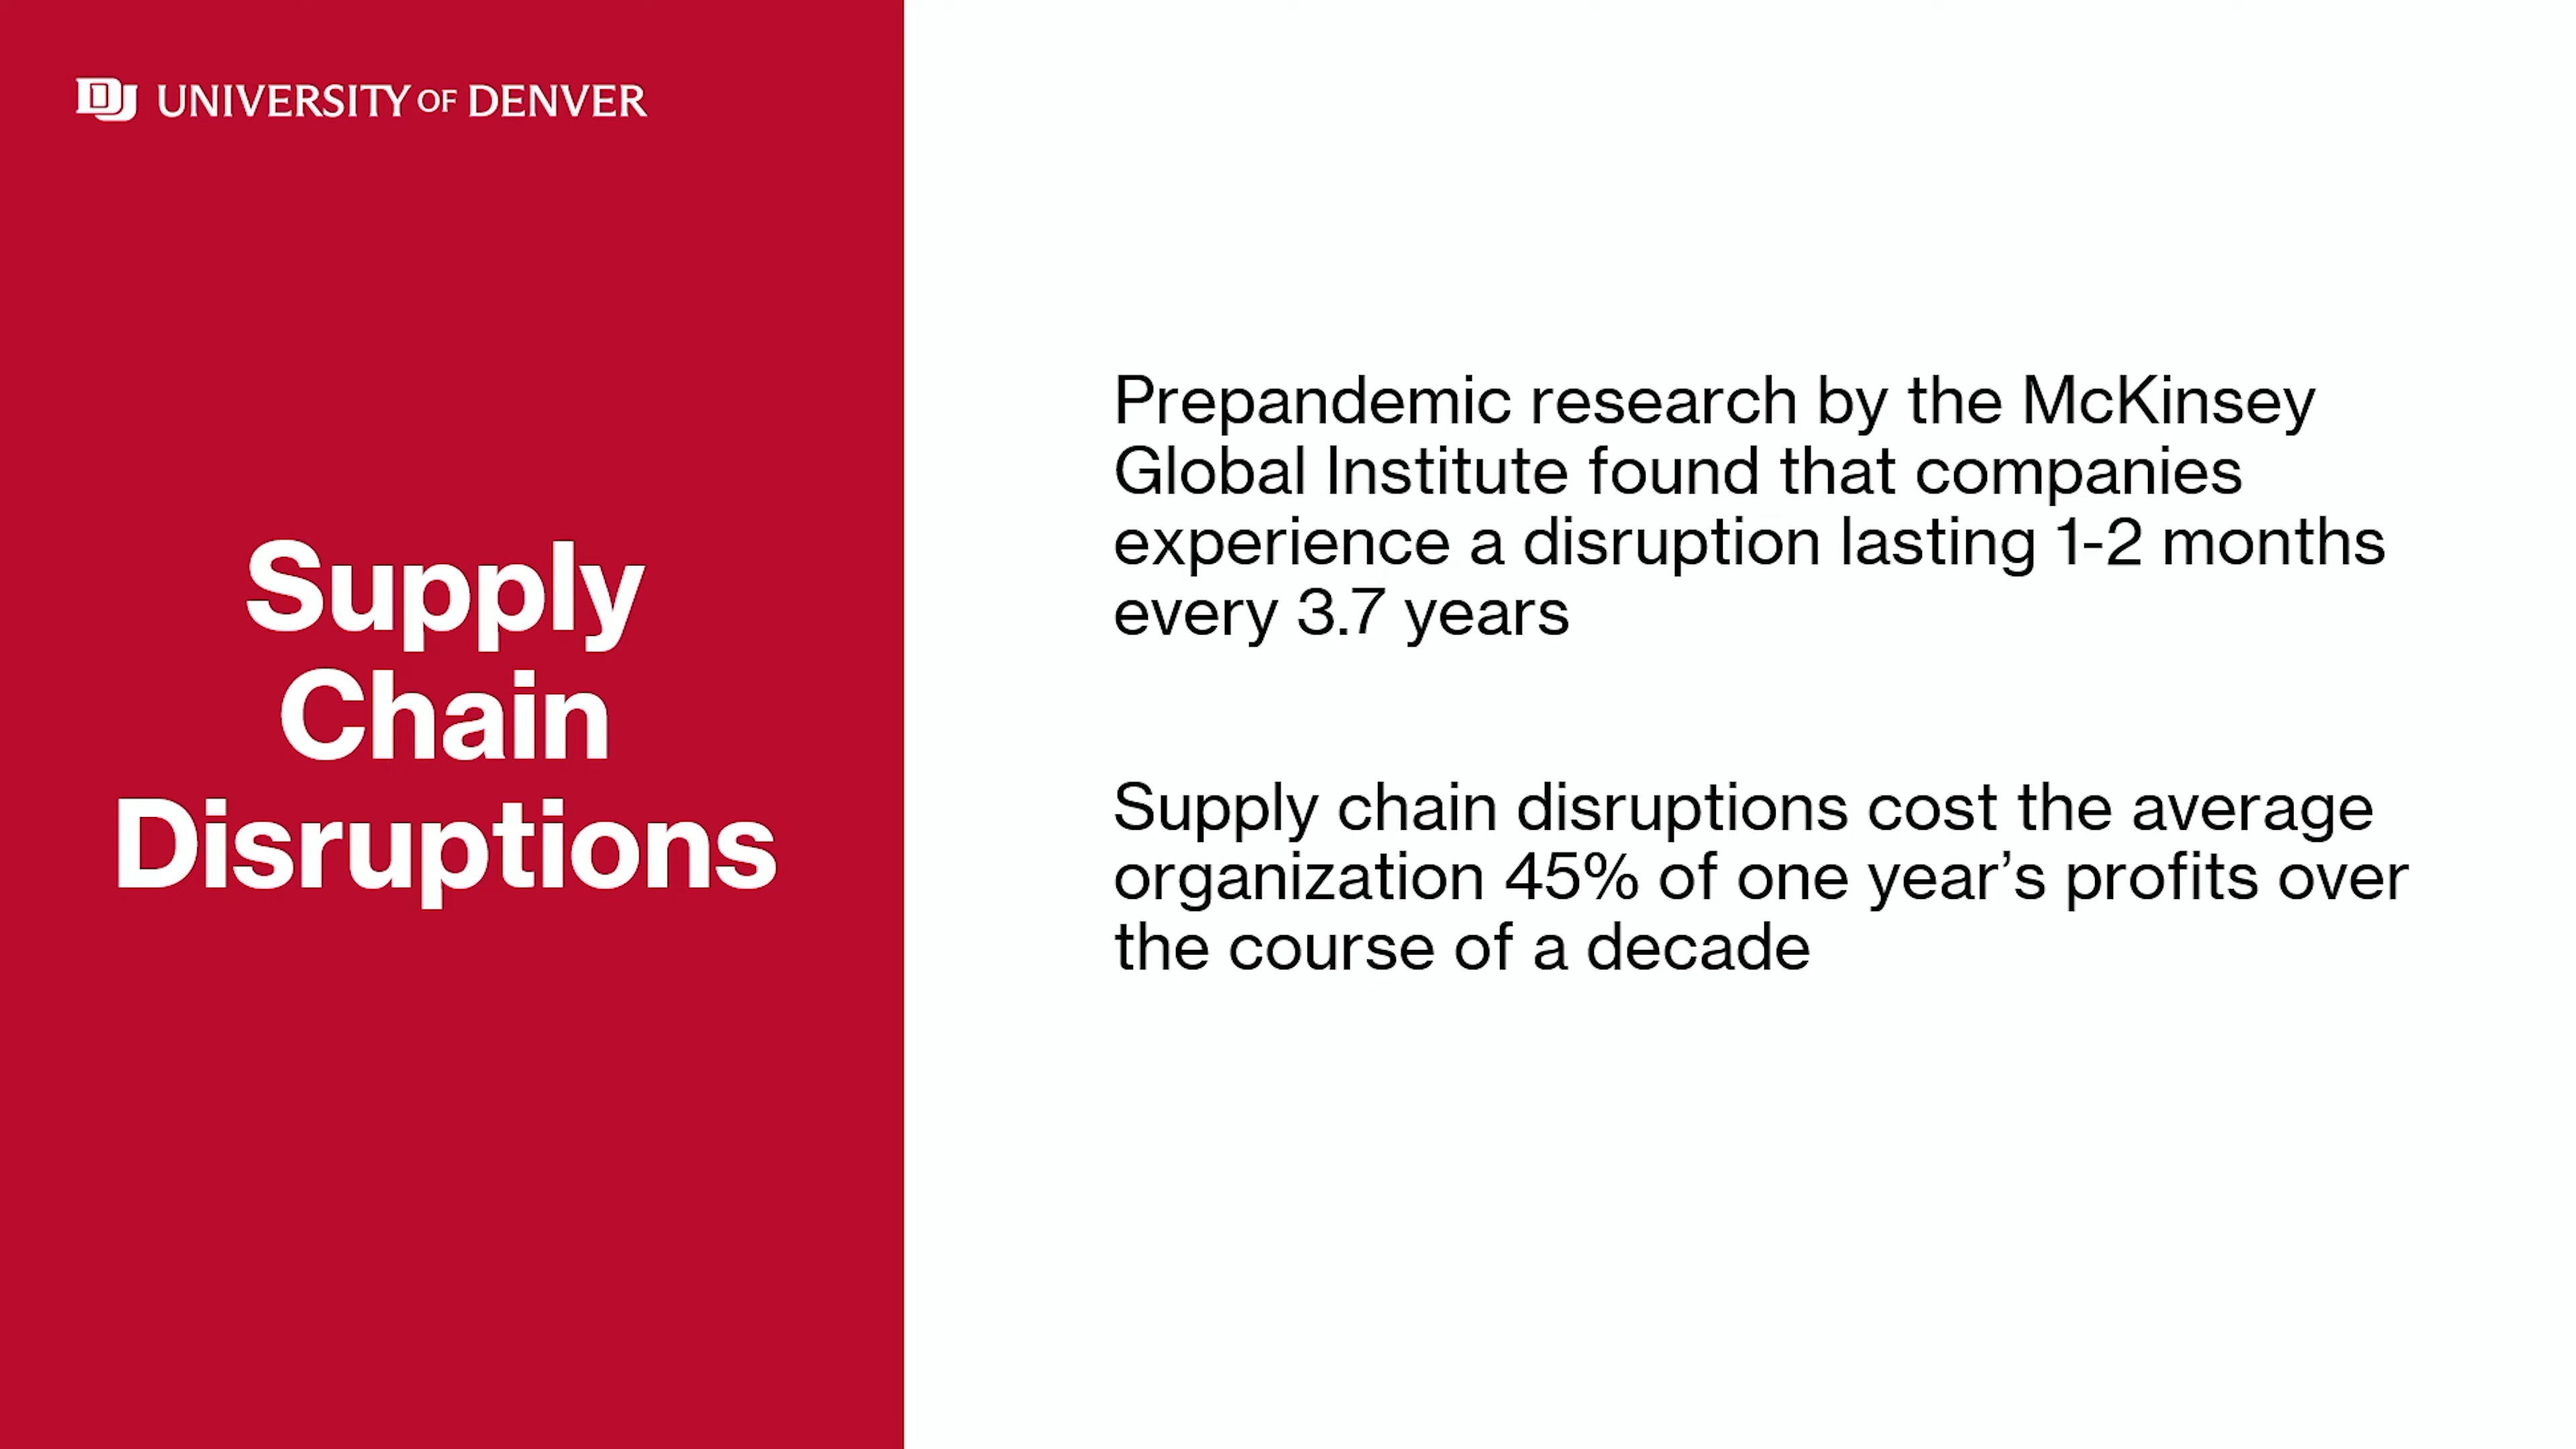 DU UNIVERSITY OF DENVER
Supply
Chain
Disruptions
Prepandemic research by the McKinsey
Global Institute found that companies
experience a disruption lasting 1-2 months
every 3.7 years
Supply chain disruptions cost the average
organization 45% of one year’s profits over
the course of a decade